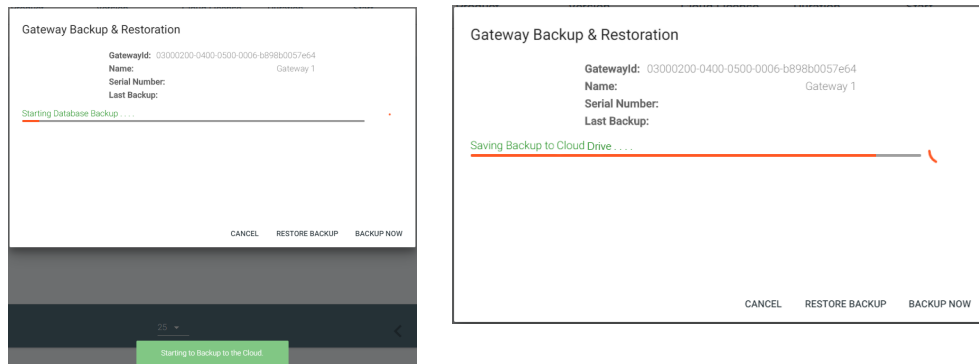 Gateway Backup & Restoration
GatewayId: 03000200-0400-0500-0006-b898b0057e64
Name: Gateway 1
Serial Number:
Last Backup:
Starting Database Backup . . . .
CANCEL RESTORE BACKUP BACKUP NOW
25
Starting to Backup to the Cloud.
Gateway Backup & Restoration
GatewayId: 03000200-0400-0500-0006-b898b0057e64
Name: Gateway 1
Serial Number:
Last Backup:
Saving Backup to Cloud Drive . . . .
CANCEL RESTORE BACKUP BACKUP NOW